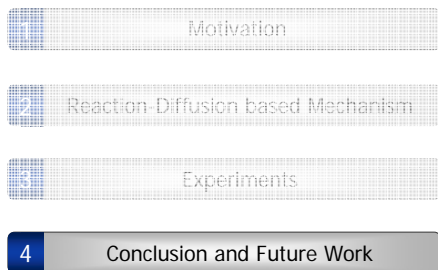 1 Motivation
2 Reaction-Diffusion based Mechanism
3 Experiments
4 Conclusion and Future Work